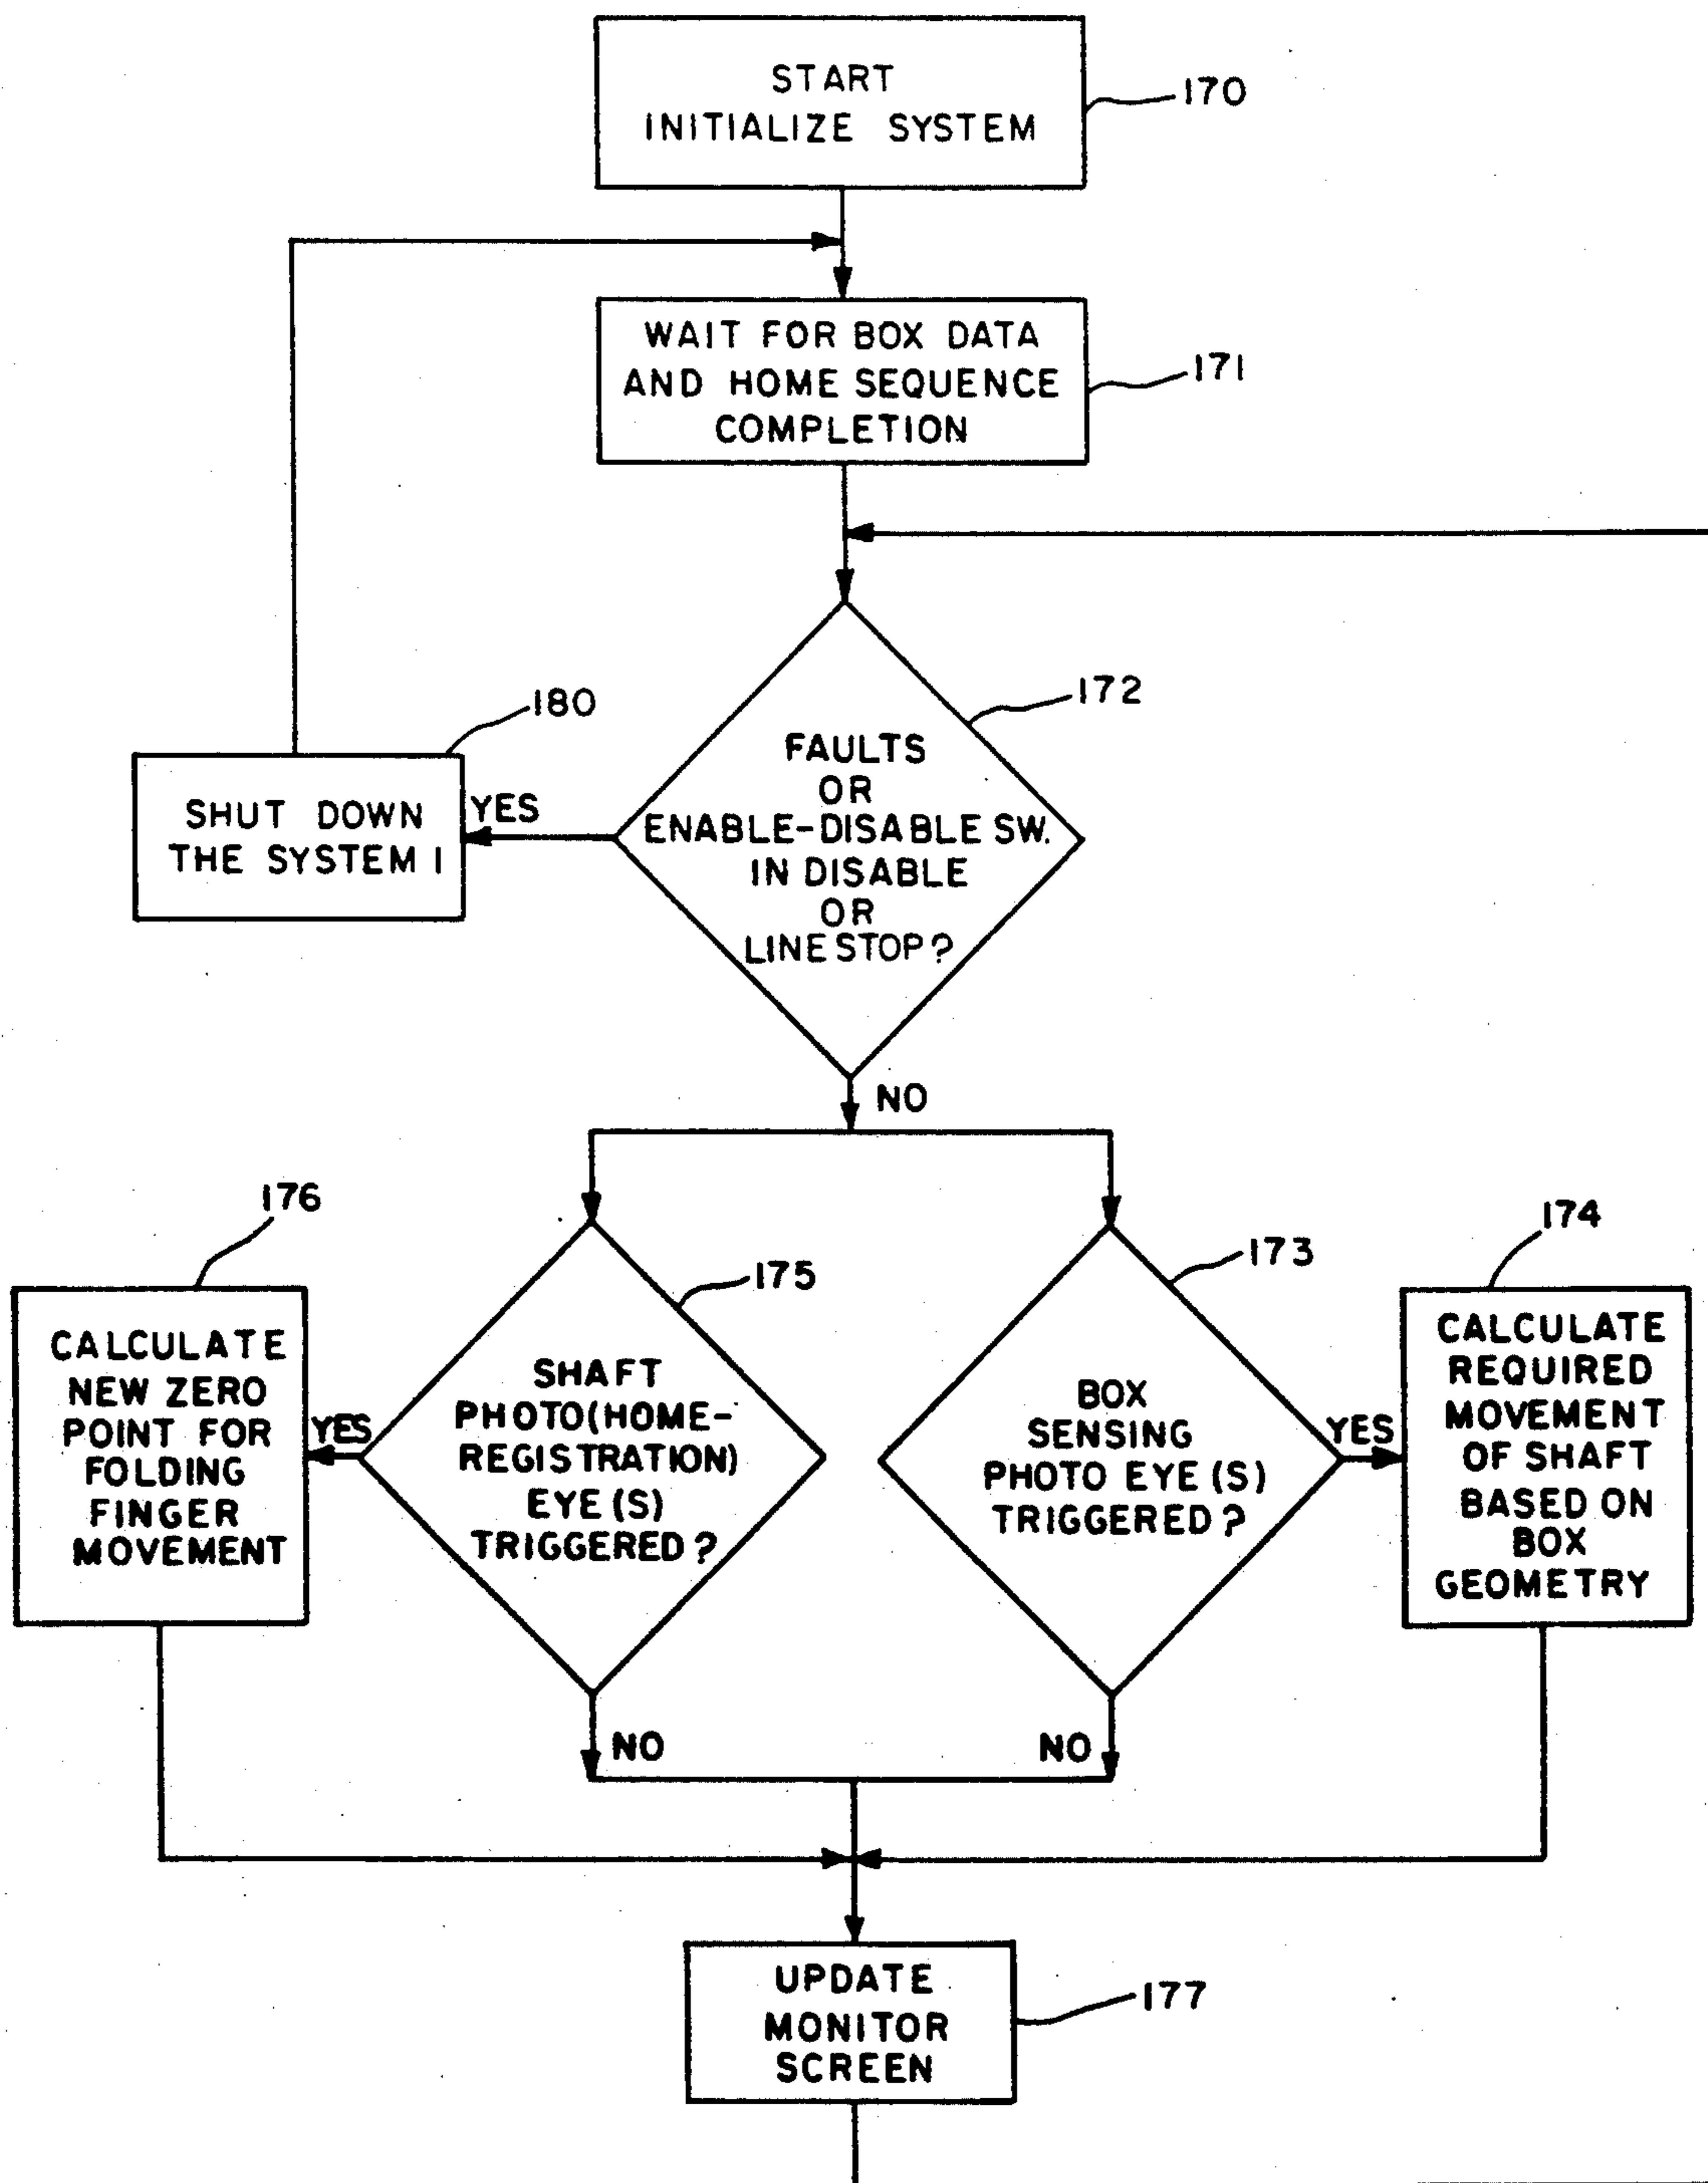 START
INITIALIZE SYSTEM
170
WAIT FOR BOX DATA
AND HOME SEQUENCE
COMPLETION
171
172
FAULTS
OR
ENABLE-DISABLE SW.
IN DISABLE
OR
LINE STOP?
180
SHUT DOWN
THE SYSTEM 1
YES
NO
176
CALCULATE
NEW ZERO
POINT FOR
FOLDING
FINGER
MOVEMENT
YES
175
SHAFT
PHOTO(HOME-
REGISTRATION)
EYE(S)
TRIGGERED?
NO
173
BOX
SENSING
PHOTO EYE(S)
TRIGGERED?
NO
YES
174
CALCULATE
REQUIRED
MOVEMENT
OF SHAFT
BASED ON
BOX
GEOMETRY
UPDATE
MONITOR
SCREEN
177